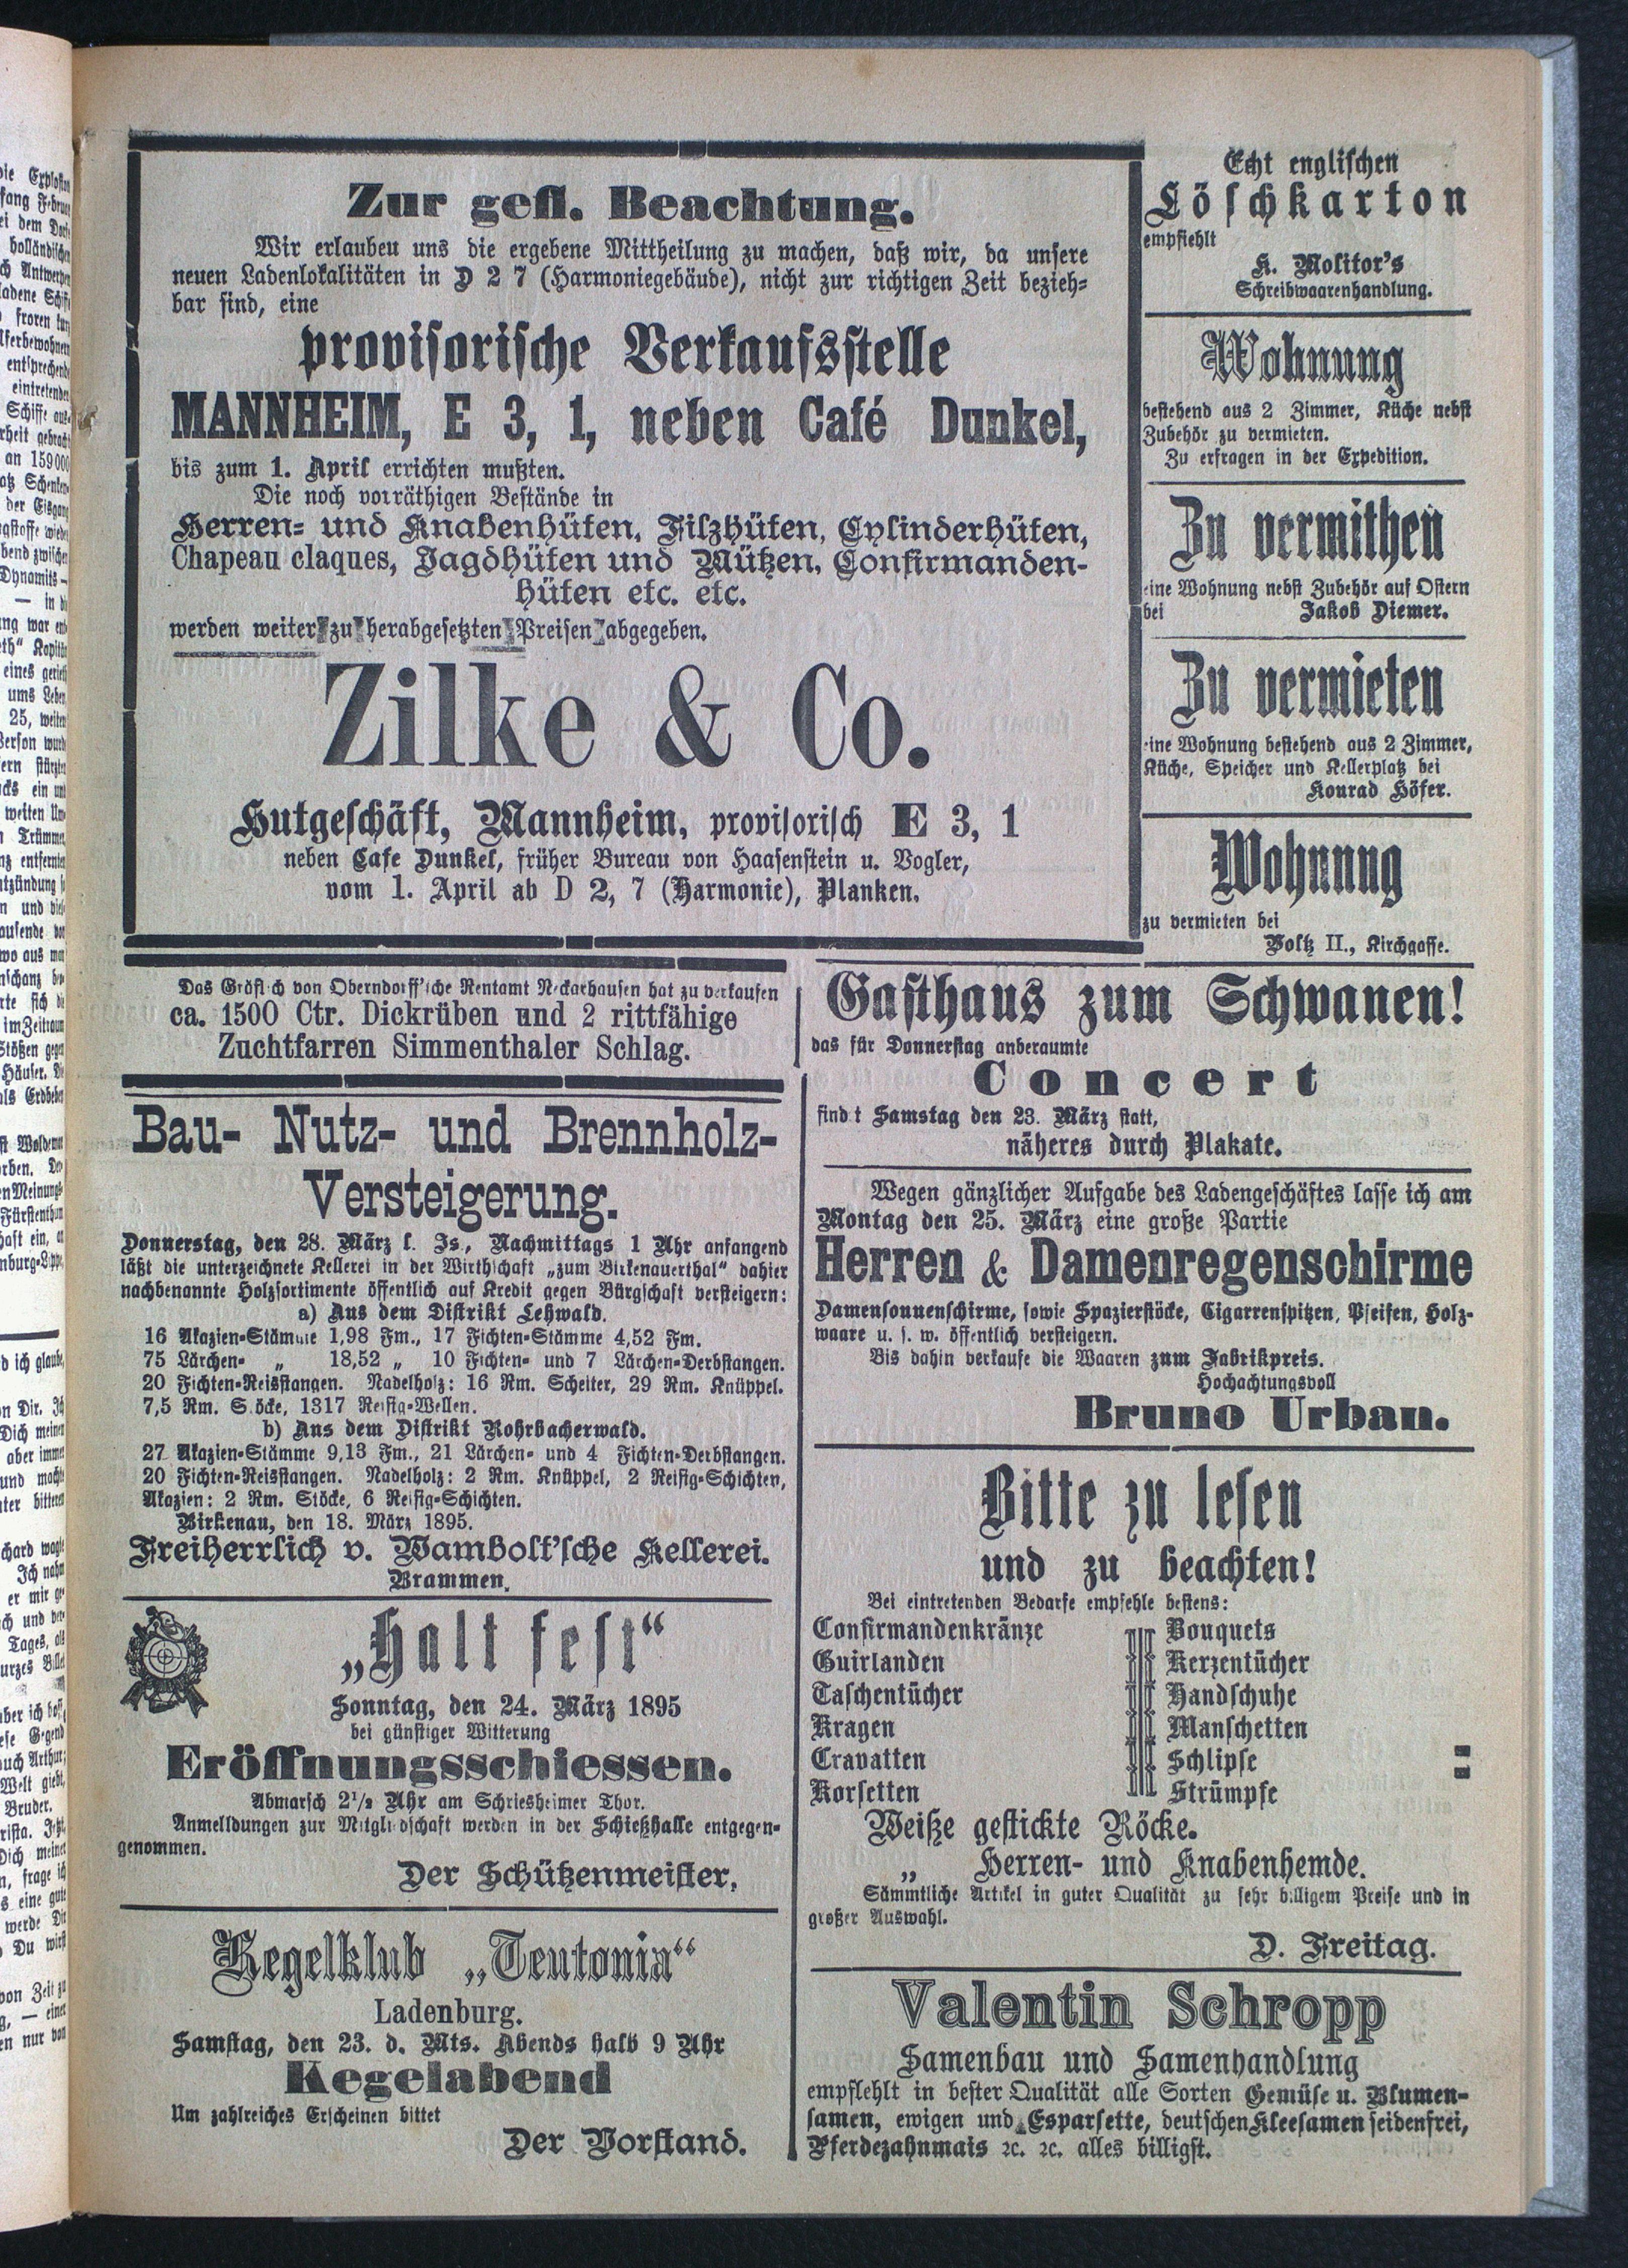 Zur gefl. Beachtung.
Wir erlaubeu uns die ergebene Mittheilung zu machen, daß wir, da unsere
neuen Ladenlokalitäten in D 2 7 (Harmoniegebäude), nicht zur richtigen Zeit bezieh=
bar sind, eine
provisorische Verkaufsstelle
MANNHEIM, E 3, 1, neben Café Dunkel,
bis zum 1. April errichten mußten.
Die noch vorräthigen Bestände in
Herren= und Knabenhüten, Filzhüten, Cylinderhüten,
Chapeau claques, Jagdhüten und Mützen, Confirmanden-
hüten etc. etc.
werden weiter zu herabgesetzten Preisen abgegeben.
Zilke & Co.
Hutgeschäft, Mannheim, provisorisch E 3, 1
neben Cafe Dunkel, früher Bureau von Haasenstein u. Vogler,
vom 1. April ab D 2, 7 (Harmonie), Planken.
Echt englischen
Löschkarton
empfiehlt
K. Molitor's
Schreibwaarenhandlung.
Wohnung
bestehend aus 2 Zimmer, Küche nebst
Zubehör zu vermieten.
Zu erfragen in der Expedition.
Zu vermithen
eine Wohnung nebst Zubehör auf Ostern
bei Jakob Diemer.
Zu vermieten
eine Wohnung bestehend aus 2 Zimmer,
Küche, Speicher und Kellerplatz bei
Konrad Höfer.
Wohnung
zu vermieten bei
Voltz II., Kirchgasse.
Das Gräflich von Oberndorff'sche Rentamt Neckarhausen hat zu verkaufen
ca. 1500 Ctr. Dickrüben und 2 rittfähige
Zuchtfarren Simmenthaler Schlag.
Bau- Nutz- und Brennholz-
Versteigerung.
Donnerstag, den 28. März l. Js., Nachmittags 1 Uhr anfangend
läßt die unterzeichnete Kellerei in der Wirthschaft „zum Birkenauerthal“ dahier
nachbenannte Holzsortimente öffentlich auf Kredit gegen Bürgschaft versteigern:
a) Aus dem Distrikt Lehwald.
16 Akazien=Stämme 1,98 Fm., 17 Fichten=Stämme 4,52 Fm.
75 Lärchen= „ 18,52 „ 10 Fichten= und 7 Lärchen=Derbstangen.
20 Fichten=Reisstangen. Nadelholz: 16 Rm. Scheiter, 29 Rm. Knüppel.
7,5 Rm. Stöcke, 1317 Reisig=Wellen.
b) Aus dem Distrikt Rohrbacherwald.
27 Akazien=Stämme 9,13 Fm., 21 Lärchen= und 4 Fichten=Derbstangen.
20 Fichten=Reisstangen. Nadelholz: 2 Rm. Knüppel, 2 Reisig=Schichten,
Akazien: 2 Rm. Stöcke, 6 Reisig=Schichten.
Birkenau, den 18. März 1895.
Freiherrlich v. Wambolt'sche Kellerei.
Brammen.
„Halt fest“
Sonntag, den 24. März 1895
bei günstiger Witterung
Eröffnungsschiessen.
Abmarsch 2 1/2 Uhr am Schriesheimer Thor.
Anmelldungen zur Mitgliedschaft werden in der Schießhalle entgegen=
genommen.
Der Schützenmeister.
Kegelklub „Teutonia“
Ladenburg.
Samstag, den 23. d. Mts. Abends halb 9 Uhr
Kegelabend
Um zahlreiches Erscheinen bittet
Der Vorstand.
Gasthaus zum Schwanen!
das für Donnerstag anberaumte
Concert
findet Samstag den 23. März statt,
näheres durch Plakate.
Wegen gänzlicher Aufgabe des Ladengeschäftes lasse ich am
Montag den 25. März eine große Partie
Herren & Damenregenschirme
Damensonnenschirme, sowie Spazierstöcke, Cigarrenspitzen, Pfeifen, Holz=
waare u. s. w. öffentlich versteigern.
Bis dahin verkaufe die Waaren zum Fabrikpreis.
Hochachtungsvoll
Bruno Urban.
Bitte zu lesen
und zu beachten!
Bei eintretenden Bedarfe empfehle bestens:
Confirmandenkränze Bouquets
Guirlanden Kerzentücher
Taschentücher Handschuhe
Kragen Manschetten
Cravatten Schlipse
Korsetten Strümpfe
Weiße gestickte Röcke.
„ Herren- und Knabenhemde.
Sämmtliche Artikel in guter Qualität zu sehr billigem Preise und in
großer Auswahl.
D. Freitag.
Valentin Schropp
Samenbau und Samenhandlung
empfiehlt in bester Qualität alle Sorten Gemüse u. Blumen-
samen, ewigen und Esparsette, deutschen Kleesamen seidenfrei,
Pferdezahnmais ꝛc. ꝛc. alles billigst.